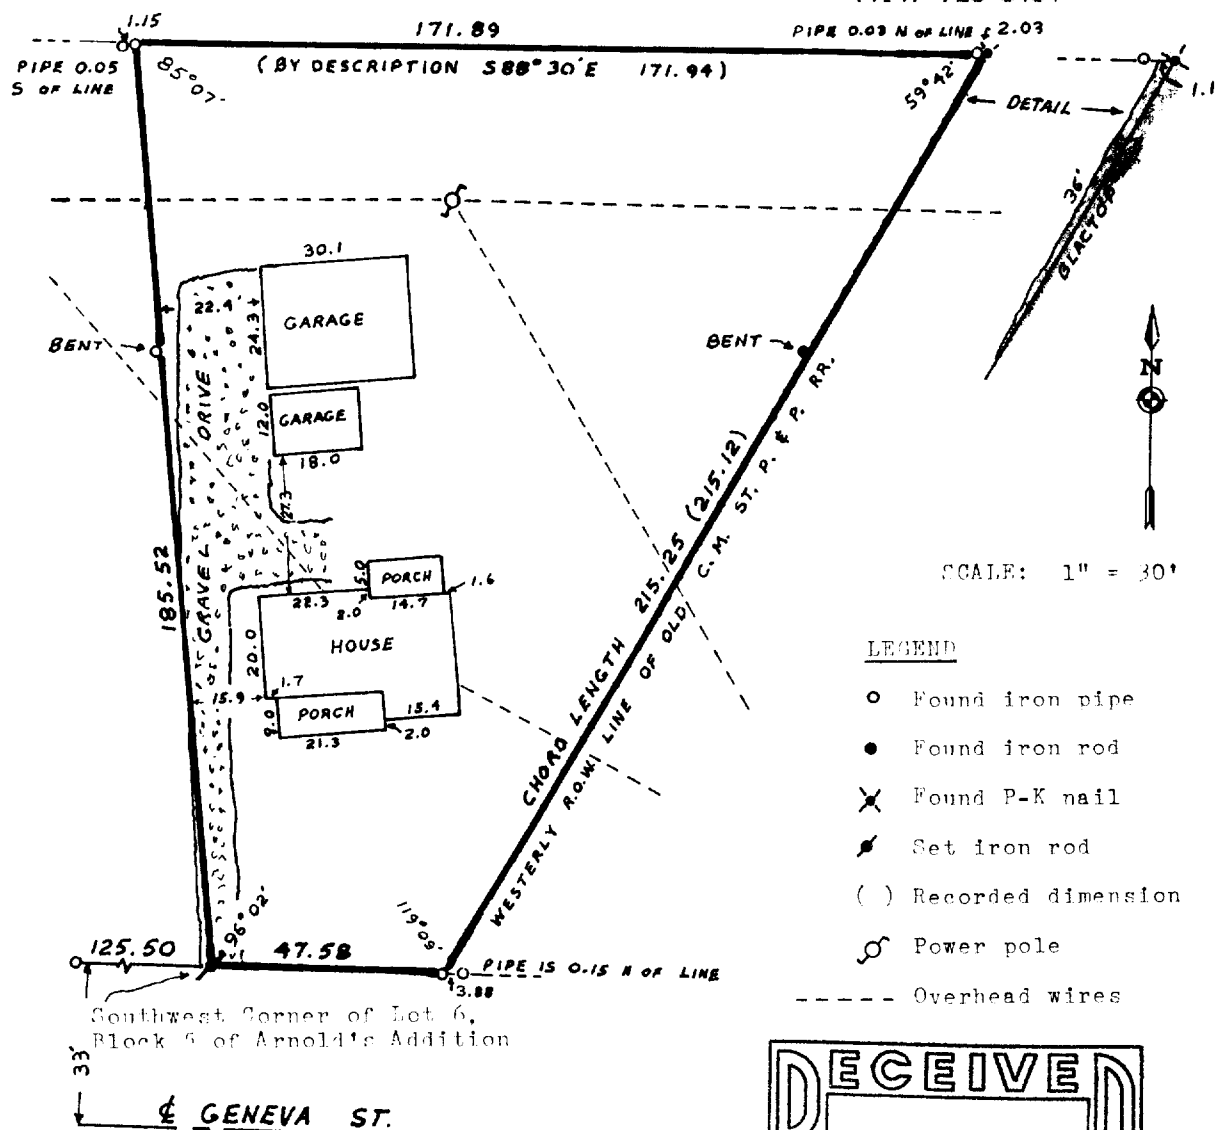 1.15
171.89
PIPE 0.03 N OF LINE & 2.03
PIPE 0.05
S OF LINE
85°07'
(BY DESCRIPTION S88°30'E 171.94)
59°42'
DETAIL
1.1
36'
BLACTOP
30.1
22.4'
24.3
GARAGE
BENT
BENT
12.0
GARAGE
18.0
27.3
GRAVEL DRIVE
185.52
N
SCALE: 1" = 30'
5.0
PORCH
1.6
22.3
2.0
14.7
20.0
HOUSE
1.7
15.9
9.0
PORCH
15.4
21.3
2.0
CHORD LENGTH 215.125 (215.12)
WESTERLY R.O.W. LINE OF OLD C. M. ST. P. & P. RR.
LEGEND
Found iron pipe
Found iron rod
Found P-K nail
Set iron rod
( ) Recorded dimension
Power pole
----- Overhead wires
96°02'
119°09'
125.50
47.58
PIPE IS 0.15 N OF LINE
3.88
Southwest Corner of Lot 6,
Block 5 of Arnold's Addition
33'
℄ GENEVA ST.
DECEIVED